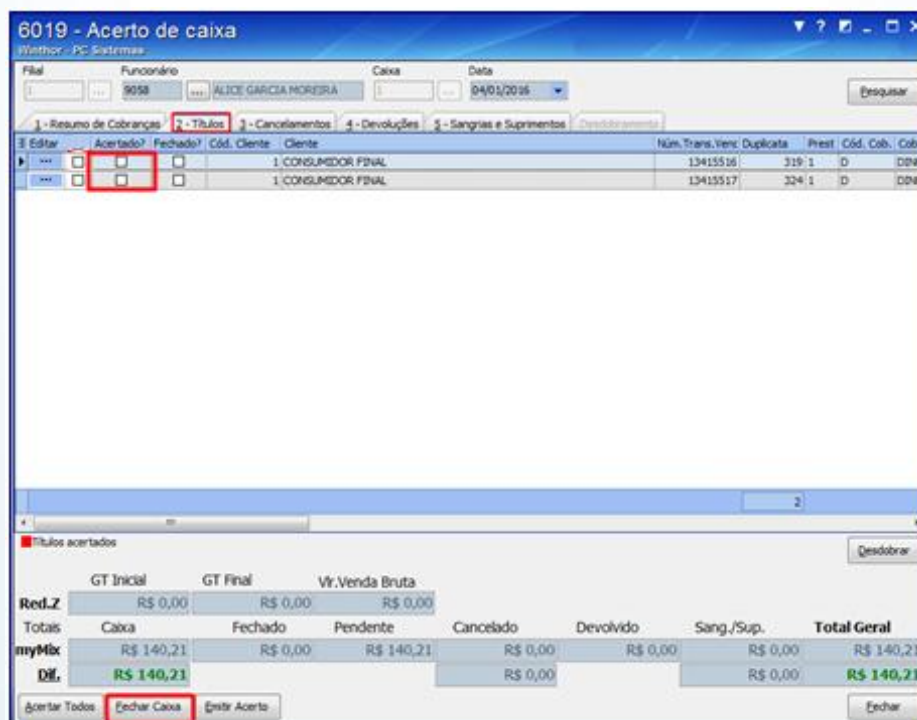 6019 - Acerto de caixa
Winthor - PC Sistemas
Filial Funcionário Caixa Data
1 ... 9058 ... ALICE GARCIA MOREIRA 1 ... 04/01/2016 Pesquisar
1 - Resumo de Cobranças 2 - Títulos 3 - Cancelamentos 4 - Devoluções 5 - Sangrias e Suprimentos Desdobramento
Editar Acertado? Fechado? Cód. Cliente Cliente Núm.Trans.Venc Duplicata Prest Cód. Cob. Cob
... 1 CONSUMIDOR FINAL 13415516 319 1 D DIN
... 1 CONSUMIDOR FINAL 13415517 324 1 D DIN
2
Títulos acertados
Desdobrar
GT Inicial GT Final Vlr.Venda Bruta
Red.Z R$ 0,00 R$ 0,00 R$ 0,00
Totais Caixa Fechado Pendente Cancelado Devolvido Sang./Sup. Total Geral
myMix R$ 140,21 R$ 0,00 R$ 140,21 R$ 0,00 R$ 0,00 R$ 0,00 R$ 140,21
Dif. R$ 140,21 R$ 0,00 R$ 0,00 R$ 140,21
Acertar Todos Fechar Caixa Emitir Acerto Fechar